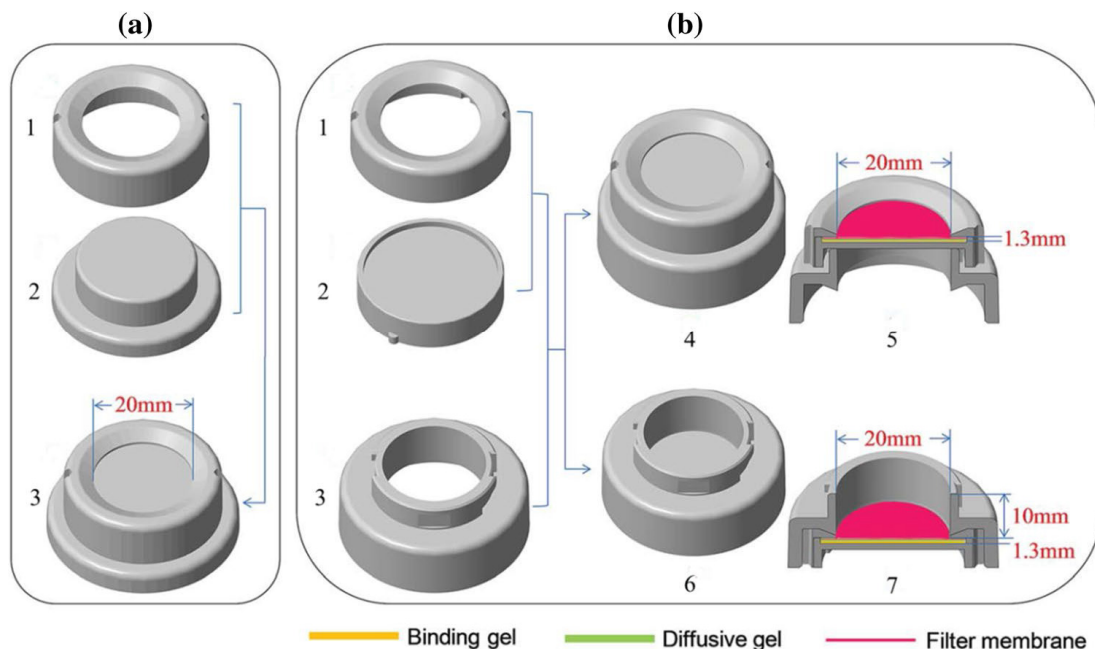 (a)
(b)
1
2
20mm
3
1
2
3
4
20mm
1.3mm
5
6
20mm
10mm
1.3mm
7
Binding gel
Diffusive gel
Filter membrane